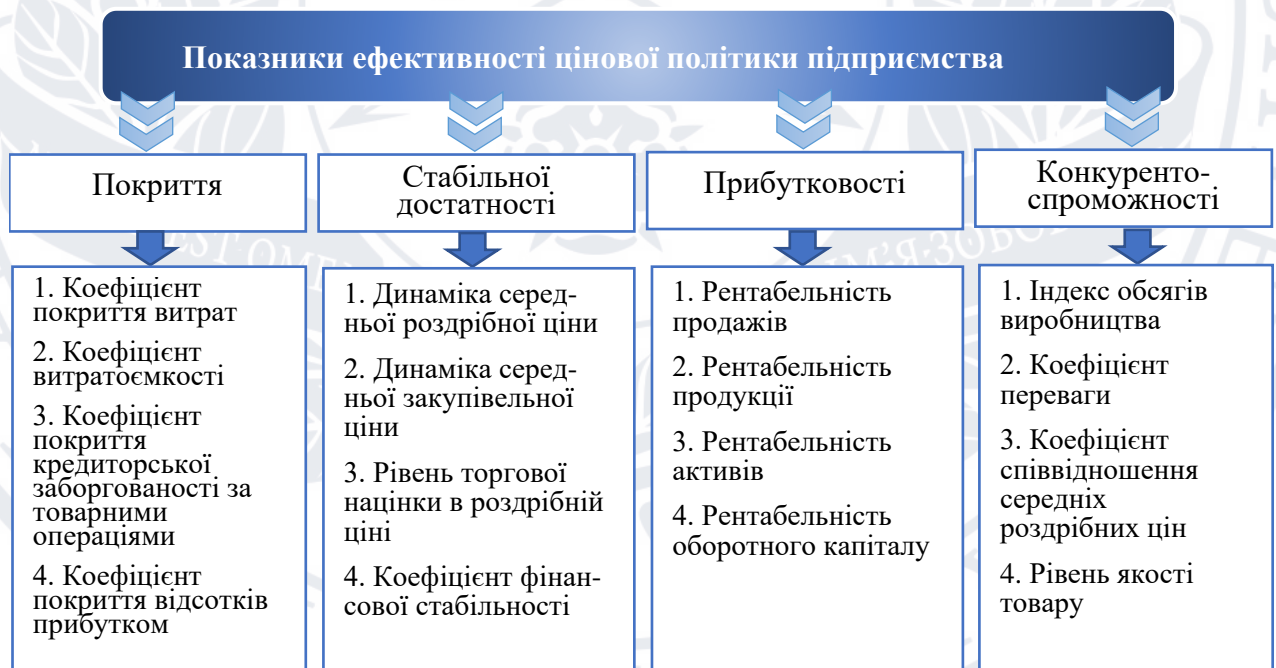 Показники ефективності цінової політики підприємства
Покриття
1. Коефіцієнт
покриття витрат
2. Коефіцієнт
витратоємкості
3. Коефіцієнт
покриття
кредиторської
заборгованості за
товарними
операціями
4. Коефіцієнт
покриття відсотків
прибутком
Стабільної
достатності
1. Динаміка серед-
ньої роздрібної ціни
2. Динаміка серед-
ньої закупівельної
ціни
3. Рівень торгової
націнки в роздрібній
ціні
4. Коефіцієнт фінан-
сової стабільності
Прибутковості
1. Рентабельність
продажів
2. Рентабельність
продукції
3. Рентабельність
активів
4. Рентабельність
оборотного капіталу
Конкуренто-
спроможності
1. Індекс обсягів
виробництва
2. Коефіцієнт
переваги
3. Коефіцієнт
співвідношення
середніх
роздрібних цін
4. Рівень якості
товару